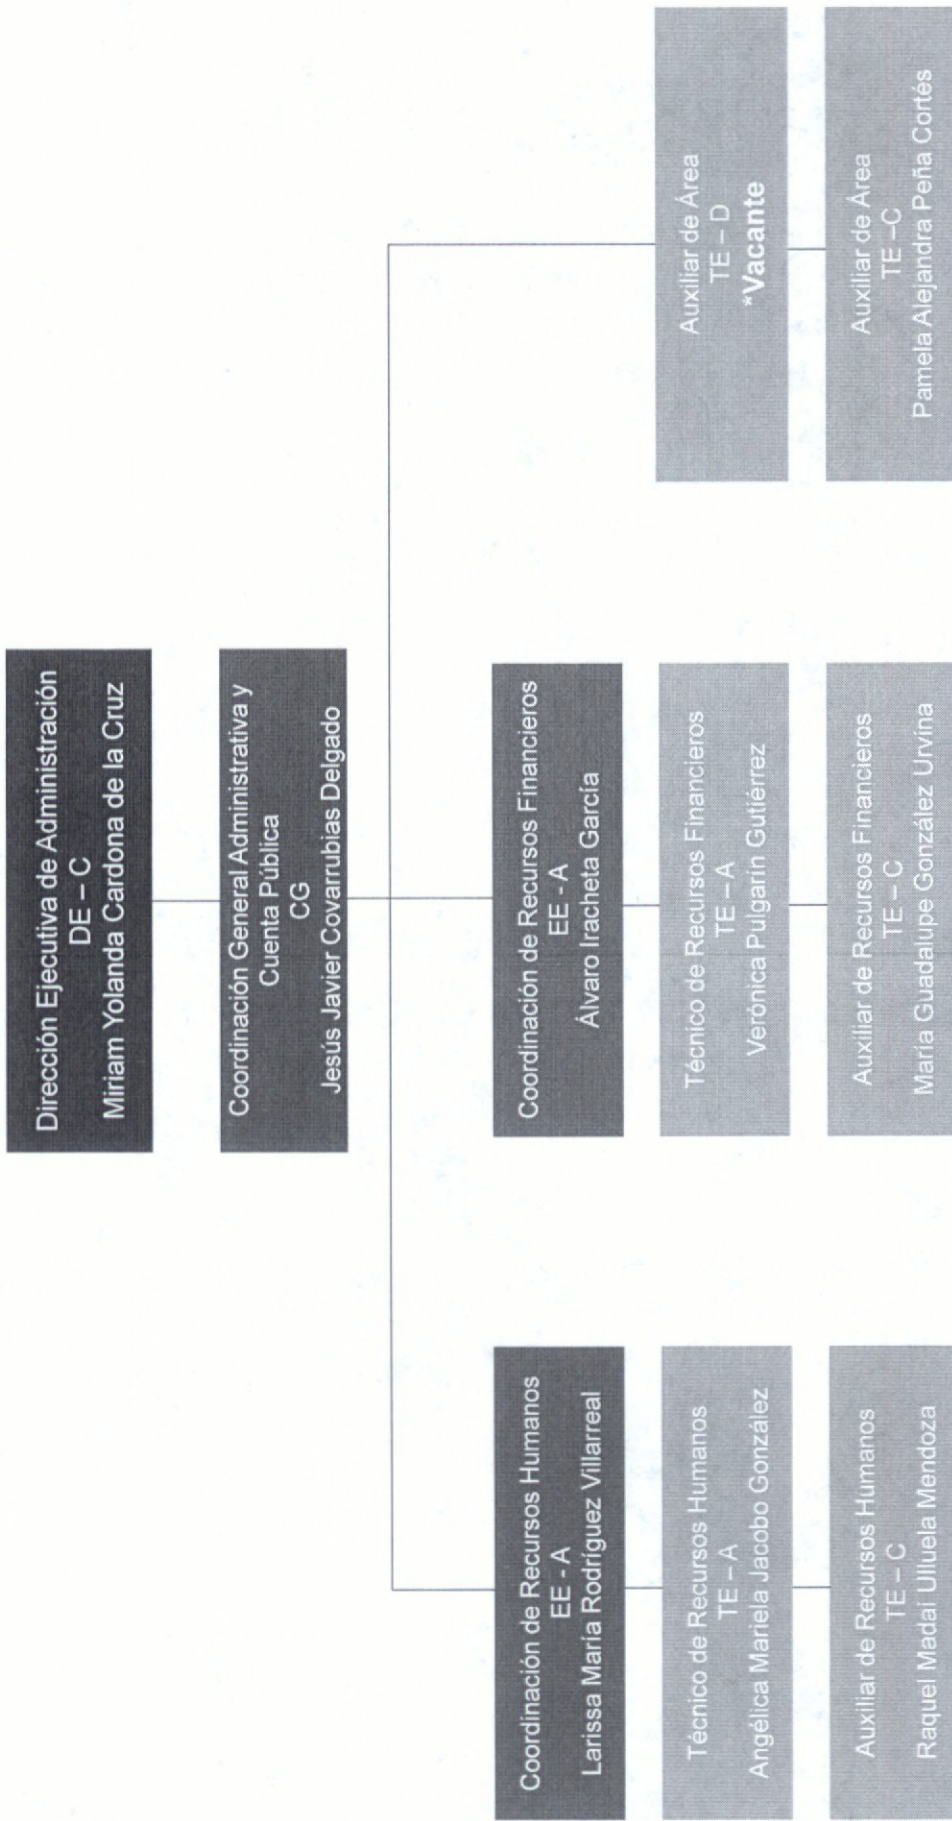 Dirección Ejecutiva de Administración
DE – C
Miriam Yolanda Cardona de la Cruz
Coordinación General Administrativa y
Cuenta Pública
CG
Jesús Javier Covarrubias Delgado
Coordinación de Recursos Humanos
EE - A
Larissa María Rodríguez Villarreal
Técnico de Recursos Humanos
TE – A
Angélica Mariela Jacobo González
Auxiliar de Recursos Humanos
TE – C
Raquel Madaí Ulluela Mendoza
Coordinación de Recursos Financieros
EE - A
Álvaro Iracheta García
Técnico de Recursos Financieros
TE – A
Verónica Pulgarín Gutiérrez
Auxiliar de Recursos Financieros
TE – C
María Guadalupe González Urvina
Auxiliar de Área
TE – D
*Vacante
Auxiliar de Área
TE –C
Pamela Alejandra Peña Cortés